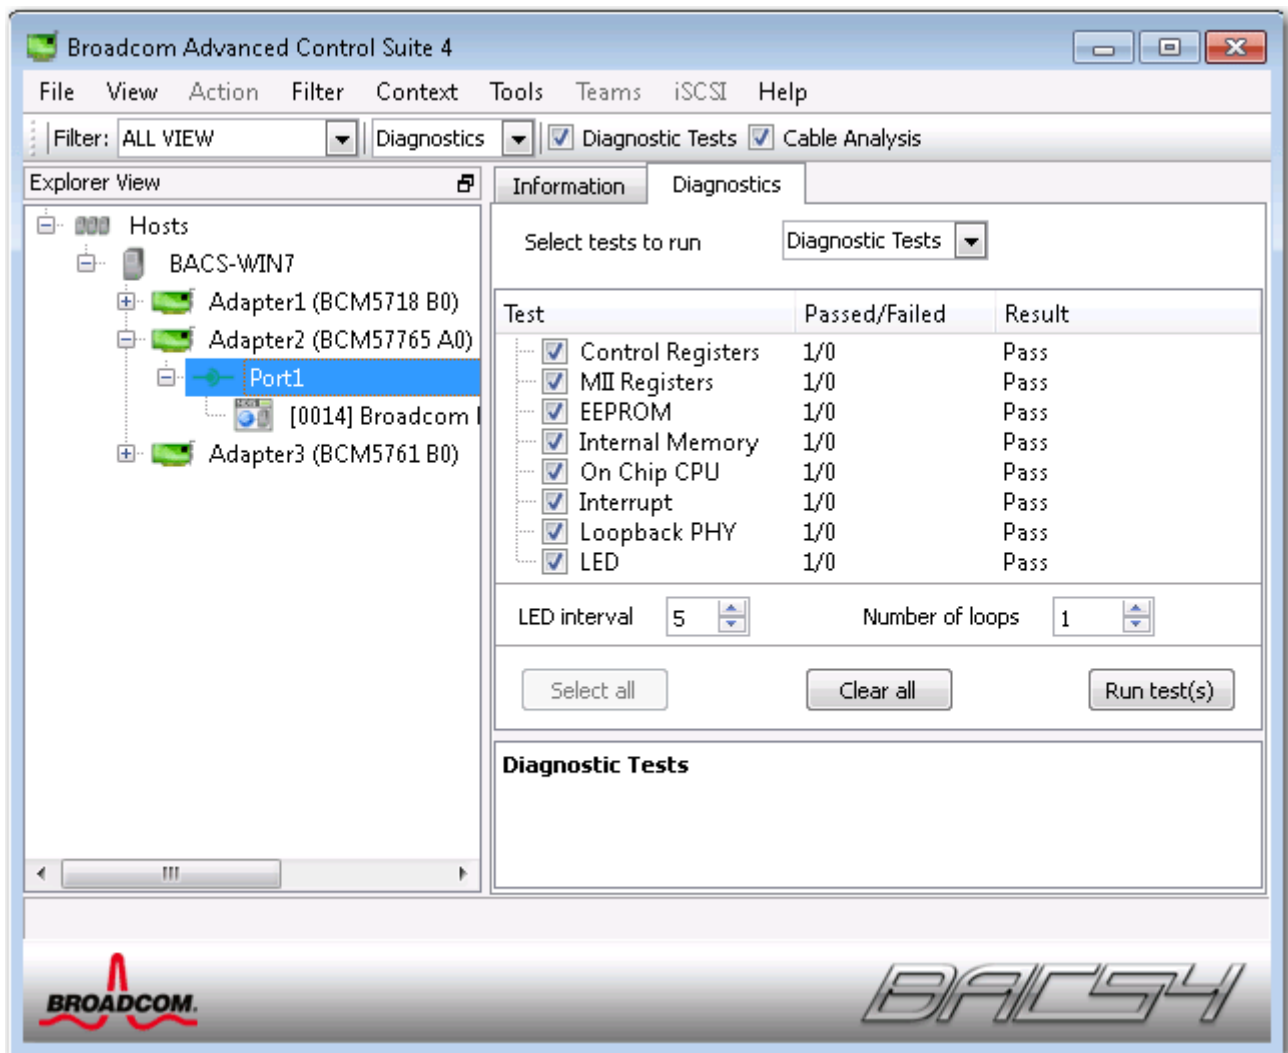 Broadcom Advanced Control Suite 4
File View Action Filter Context Tools Teams iSCSI Help
Filter: ALL VIEW Diagnostics Diagnostic Tests Cable Analysis
Explorer View
Hosts
BACS-WIN7
Adapter1 (BCM5718 B0)
Adapter2 (BCM57765 A0)
Port1
[0014] Broadcom
Adapter3 (BCM5761 B0)
Information Diagnostics
Select tests to run Diagnostic Tests
Test Passed/Failed Result
Control Registers 1/0 Pass
MII Registers 1/0 Pass
EEPROM 1/0 Pass
Internal Memory 1/0 Pass
On Chip CPU 1/0 Pass
Interrupt 1/0 Pass
Loopback PHY 1/0 Pass
LED 1/0 Pass
LED interval 5 Number of loops 1
Select all Clear all Run test(s)
Diagnostic Tests
BROADCOM. BACS4